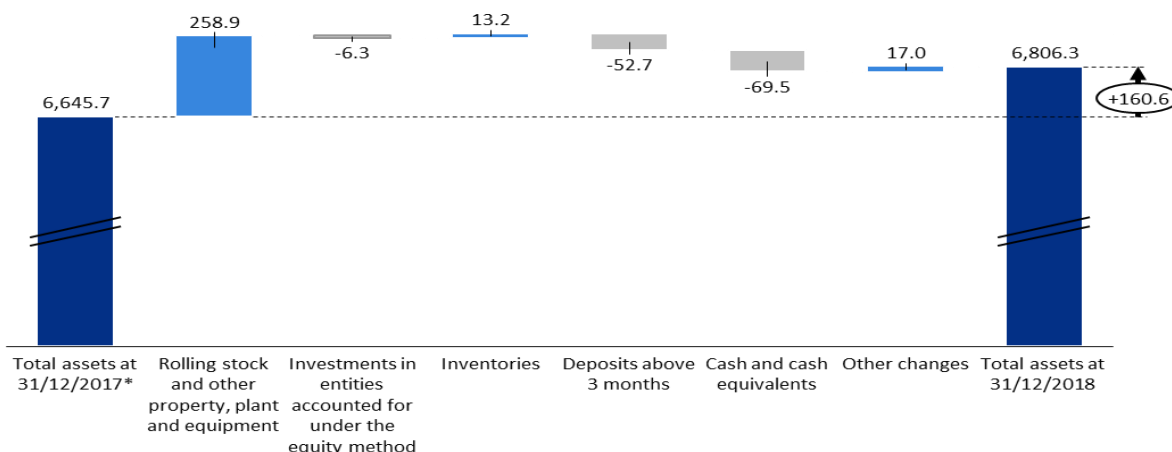 258.9
-6.3
13.2
-52.7
-69.5
17.0
6,806.3
+160.6
6,645.7
Total assets at
31/12/2017*
Rolling stock
and other
property, plant
and equipment
Investments in
entities
accounted for
under the
equity method
Inventories
Deposits above
3 months
Cash and cash
equivalents
Other changes
Total assets at
31/12/2018